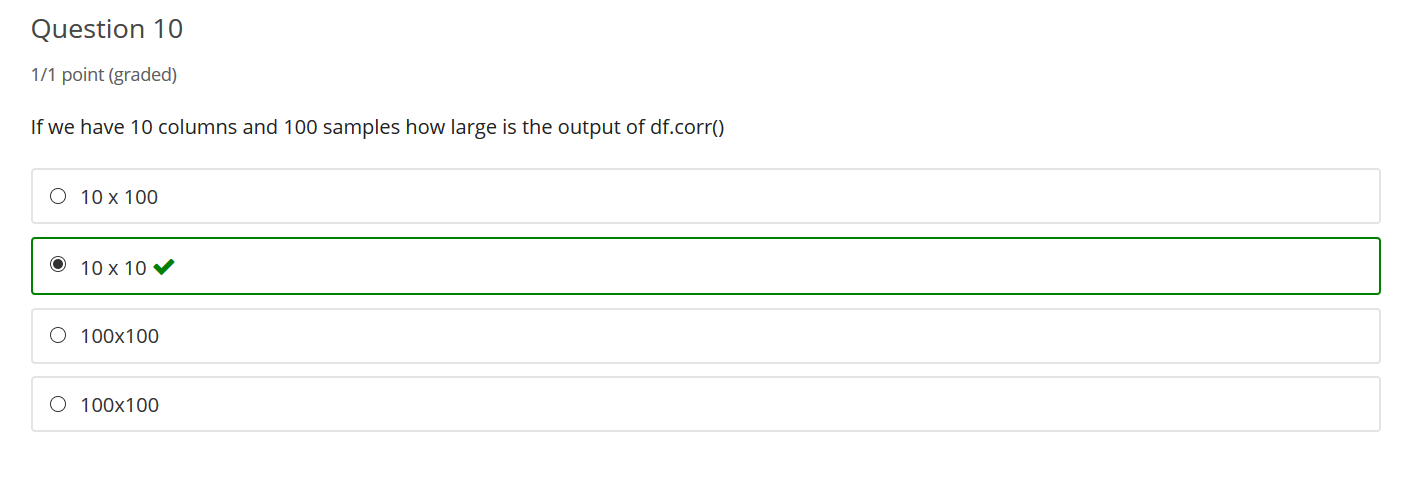 Question 10
1/1 point (graded)
If we have 10 columns and 100 samples how large is the output of df.corr()
10 x 100
10 x 10
100x100
100x100